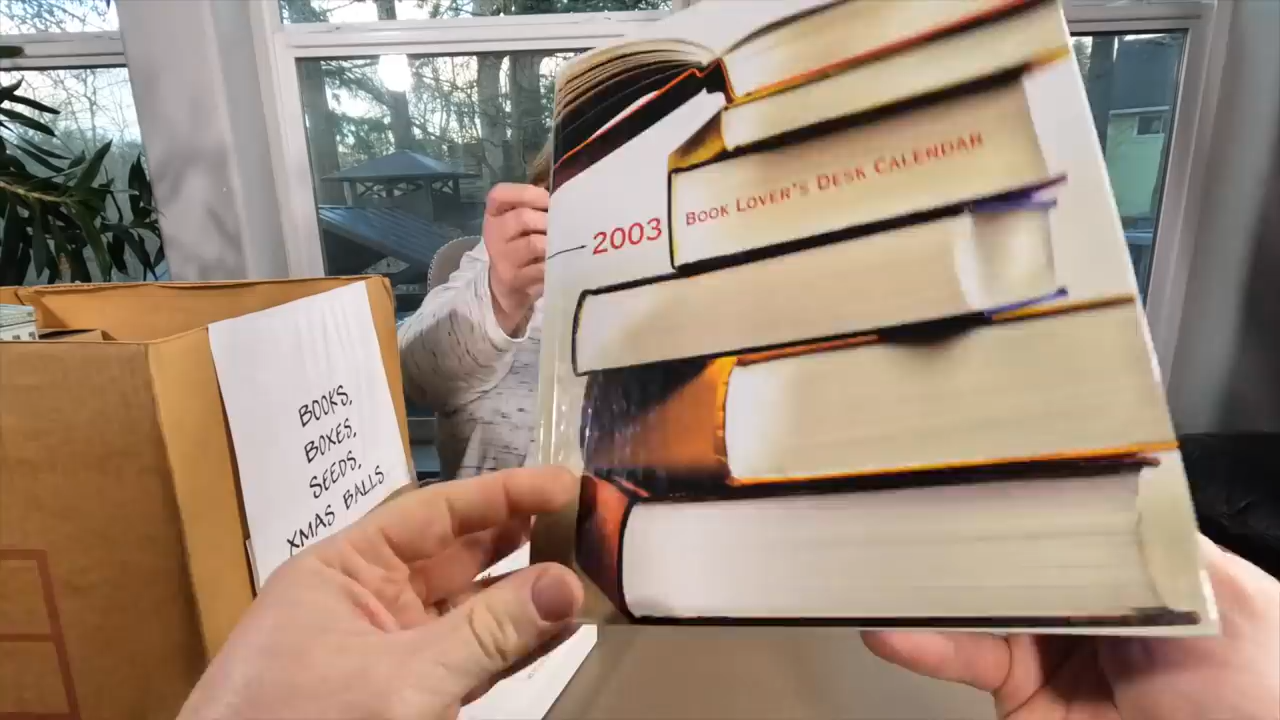 2003
BOOK LOVER'S DESK CALENDAR
BOOKS,
BOXES,
SEEDS,
XMAS BALLS